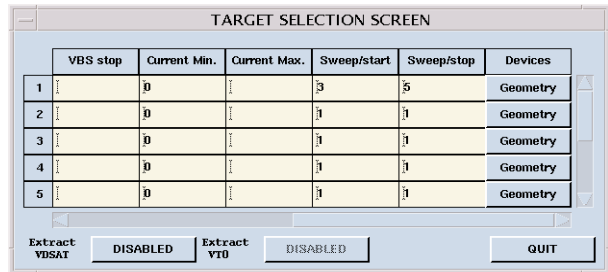 TARGET SELECTION SCREEN
VBS stop Current Min. Current Max. Sweep/start Sweep/stop Devices
1 0 3 5 Geometry
2 0 1 1 Geometry
3 0 1 1 Geometry
4 0 1 1 Geometry
5 0 1 1 Geometry
Extract VDSAT DISABLED Extract VT0 DISABLED QUIT